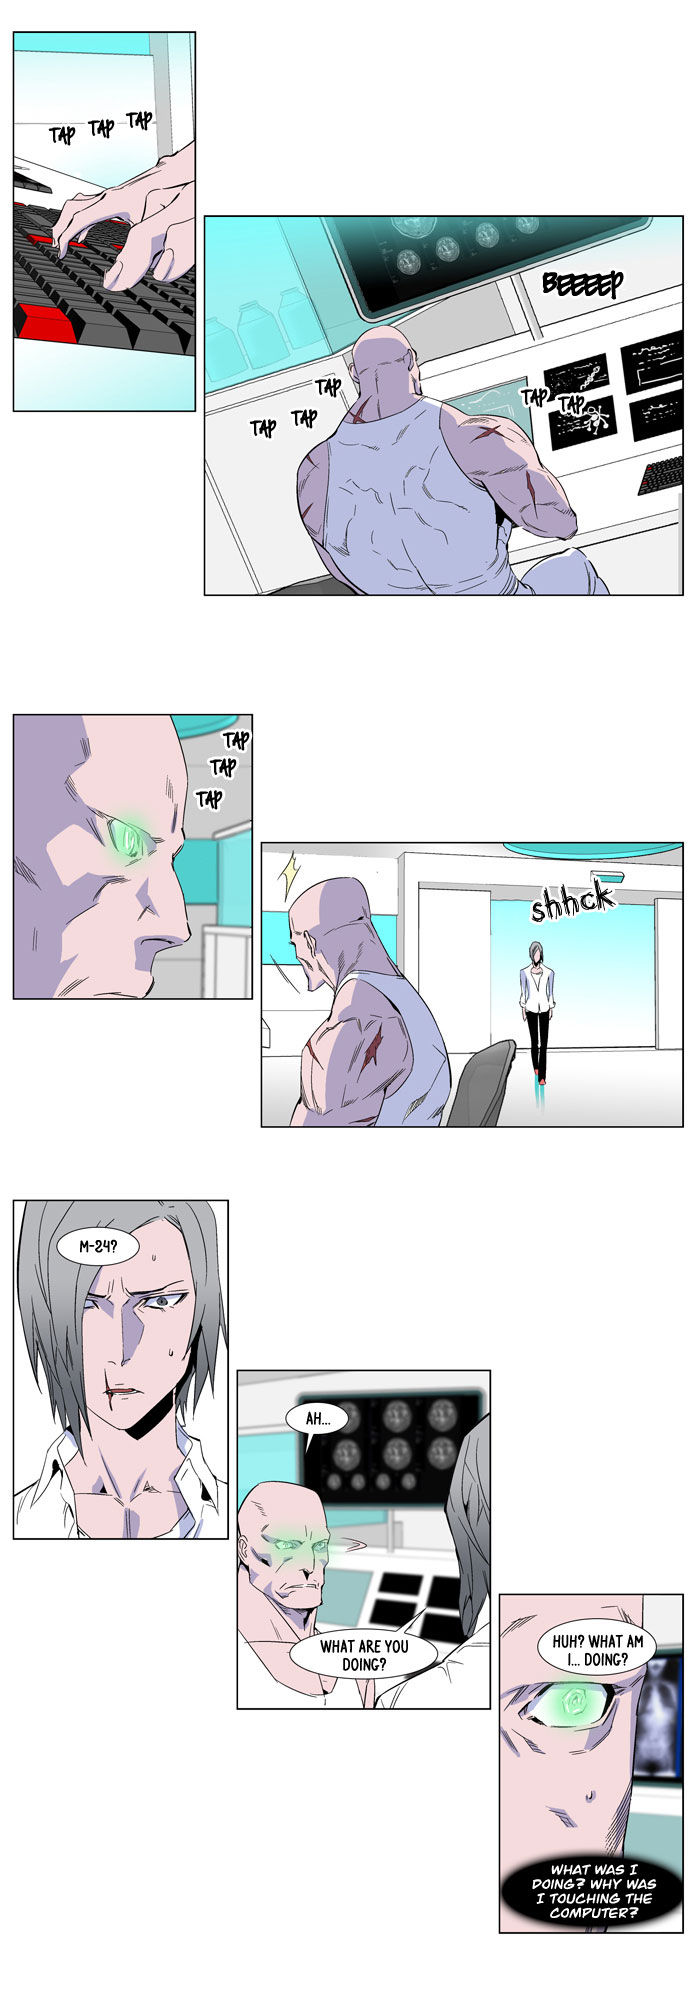 TAP TAP TAP
BEEEEP
TAP
TAP TAP
TAP TAP
TAP
TAP
TAP
shhck
M-24?
AH...
WHAT ARE YOU
DOING?
HUH? WHAT AM
I... DOING?
WHAT WAS I
DOING? WHY WAS
I TOUCHING THE
COMPUTER?